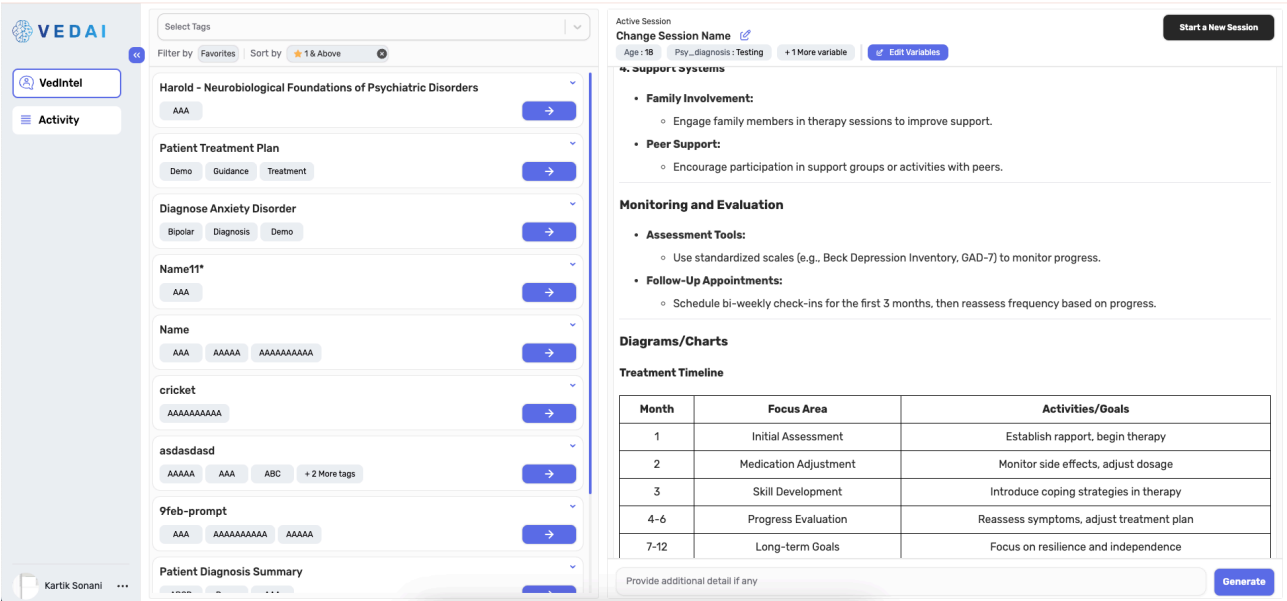 VEDAI
«
VedIntel
Activity
Kartik Sonani
Select Tags
Filter by Favorites Sort by 1 & Above
Harold - Neurobiological Foundations of Psychiatric Disorders
AAA
Patient Treatment Plan
Demo Guidance Treatment
Diagnose Anxiety Disorder
Bipolar Diagnosis Demo
Name11*
AAA
Name
AAA AAAAA AAAAAAAAAA
cricket
AAAAAAAAAA
asdasdasd
AAAAA AAA ABC + 2 More tags
9feb-prompt
AAA AAAAAAAAAA AAAAA
Patient Diagnosis Summary
Active Session
Change Session Name
Start a New Session
Age : 18 Psy_diagnosis : Testing + 1 More variable Edit Variables
4. Support Systems
• Family Involvement:
◦ Engage family members in therapy sessions to improve support.
• Peer Support:
◦ Encourage participation in support groups or activities with peers.
Monitoring and Evaluation
• Assessment Tools:
◦ Use standardized scales (e.g., Beck Depression Inventory, GAD-7) to monitor progress.
• Follow-Up Appointments:
◦ Schedule bi-weekly check-ins for the first 3 months, then reassess frequency based on progress.
Diagrams/Charts
Treatment Timeline
Month Focus Area Activities/Goals
1 Initial Assessment Establish rapport, begin therapy
2 Medication Adjustment Monitor side effects, adjust dosage
3 Skill Development Introduce coping strategies in therapy
4-6 Progress Evaluation Reassess symptoms, adjust treatment plan
7-12 Long-term Goals Focus on resilience and independence
Provide additional detail if any
Generate